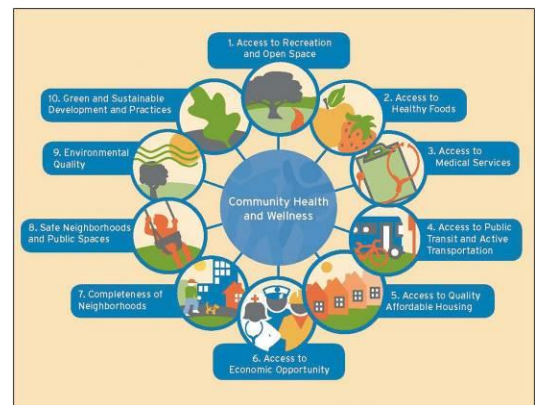 1. Access to Recreation
and Open Space
2. Access to
Healthy Foods
3. Access to
Medical Services
4. Access to Public
Transit and Active
Transportation
5. Access to Quality
Affordable Housing
6. Access to
Economic Opportunity
7. Completeness of
Neighborhoods
8. Safe Neighborhoods
and Public Spaces
9. Environmental
Quality
10. Green and Sustainable
Development and Practices
Community Health
and Wellness